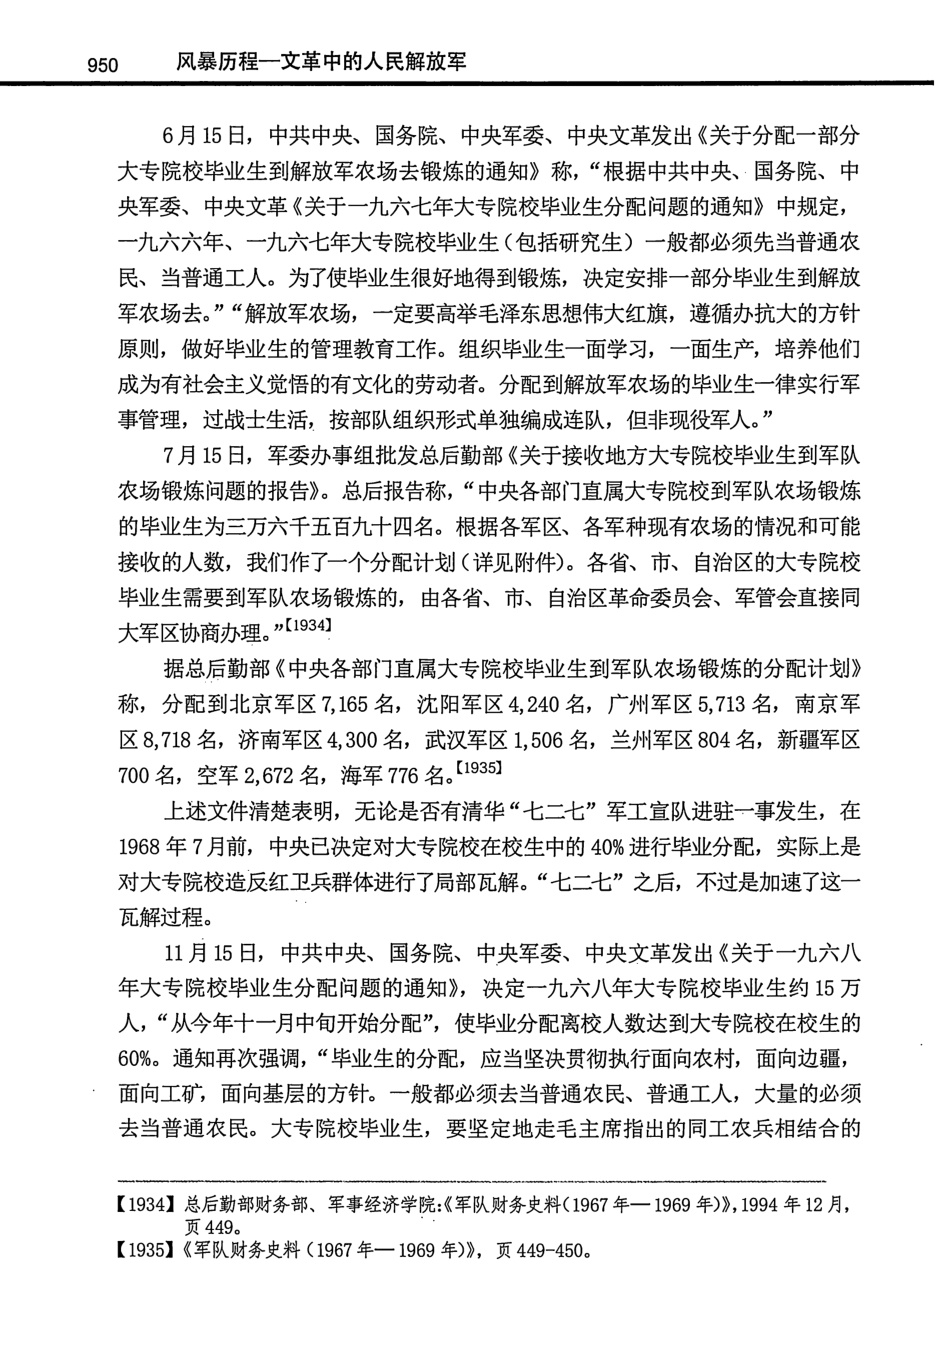 950 风暴历程—文革中的人民解放军
6月15日，中共中央、国务院、中央军委、中央文革发出《关于分配一部分
大专院校毕业生到解放军农场去锻炼的通知》称，“根据中共中央、国务院、中
央军委、中央文革《关于一九六七年大专院校毕业生分配问题的通知》中规定，
一九六六年、一九六七年大专院校毕业生（包括研究生）一般都必须先当普通农
民、当普通工人。为了使毕业生很好地得到锻炼，决定安排一部分毕业生到解放
军农场去。”“解放军农场，一定要高举毛泽东思想伟大红旗，遵循办抗大的方针
原则，做好毕业生的管理教育工作。组织毕业生一面学习，一面生产，培养他们
成为有社会主义觉悟的有文化的劳动者。分配到解放军农场的毕业生一律实行军
事管理，过战士生活，按部队组织形式单独编成连队，但非现役军人。”
7月15日，军委办事组批发总后勤部《关于接收地方大专院校毕业生到军队
农场锻炼问题的报告》。总后报告称，“中央各部门直属大专院校到军队农场锻炼
的毕业生为三万六千五百九十四名。根据各军区、各军种现有农场的情况和可能
接收的人数，我们作了一个分配计划（详见附件）。各省、市、自治区的大专院校
毕业生需要到军队农场锻炼的，由各省、市、自治区革命委员会、军管会直接同
大军区协商办理。”【1934】
据总后勤部《中央各部门直属大专院校毕业生到军队农场锻炼的分配计划》
称，分配到北京军区7,165名，沈阳军区4,240名，广州军区5,713名，南京军
区8,718名，济南军区4,300名，武汉军区1,506名，兰州军区804名，新疆军区
700名，空军2,672名，海军776名。【1935】
上述文件清楚表明，无论是否有清华“七二七”军工宣队进驻一事发生，在
1968年7月前，中央已决定对大专院校在校生中的40%进行毕业分配，实际上是
对大专院校造反红卫兵群体进行了局部瓦解。“七二七”之后，不过是加速了这一
瓦解过程。
11月15日，中共中央、国务院、中央军委、中央文革发出《关于一九六八
年大专院校毕业生分配问题的通知》，决定一九六八年大专院校毕业生约15万
人，“从今年十一月中旬开始分配”，使毕业分配离校人数达到大专院校在校生的
60%。通知再次强调，“毕业生的分配，应当坚决贯彻执行面向农村，面向边疆，
面向工矿，面向基层的方针。一般都必须去当普通农民、普通工人，大量的必须
去当普通农民。大专院校毕业生，要坚定地走毛主席指出的同工农兵相结合的
【1934】总后勤部财务部、军事经济学院：《军队财务史料（1967年—1969年）》，1994年12月，
页449。
【1935】《军队财务史料（1967年—1969年）》，页449-450。